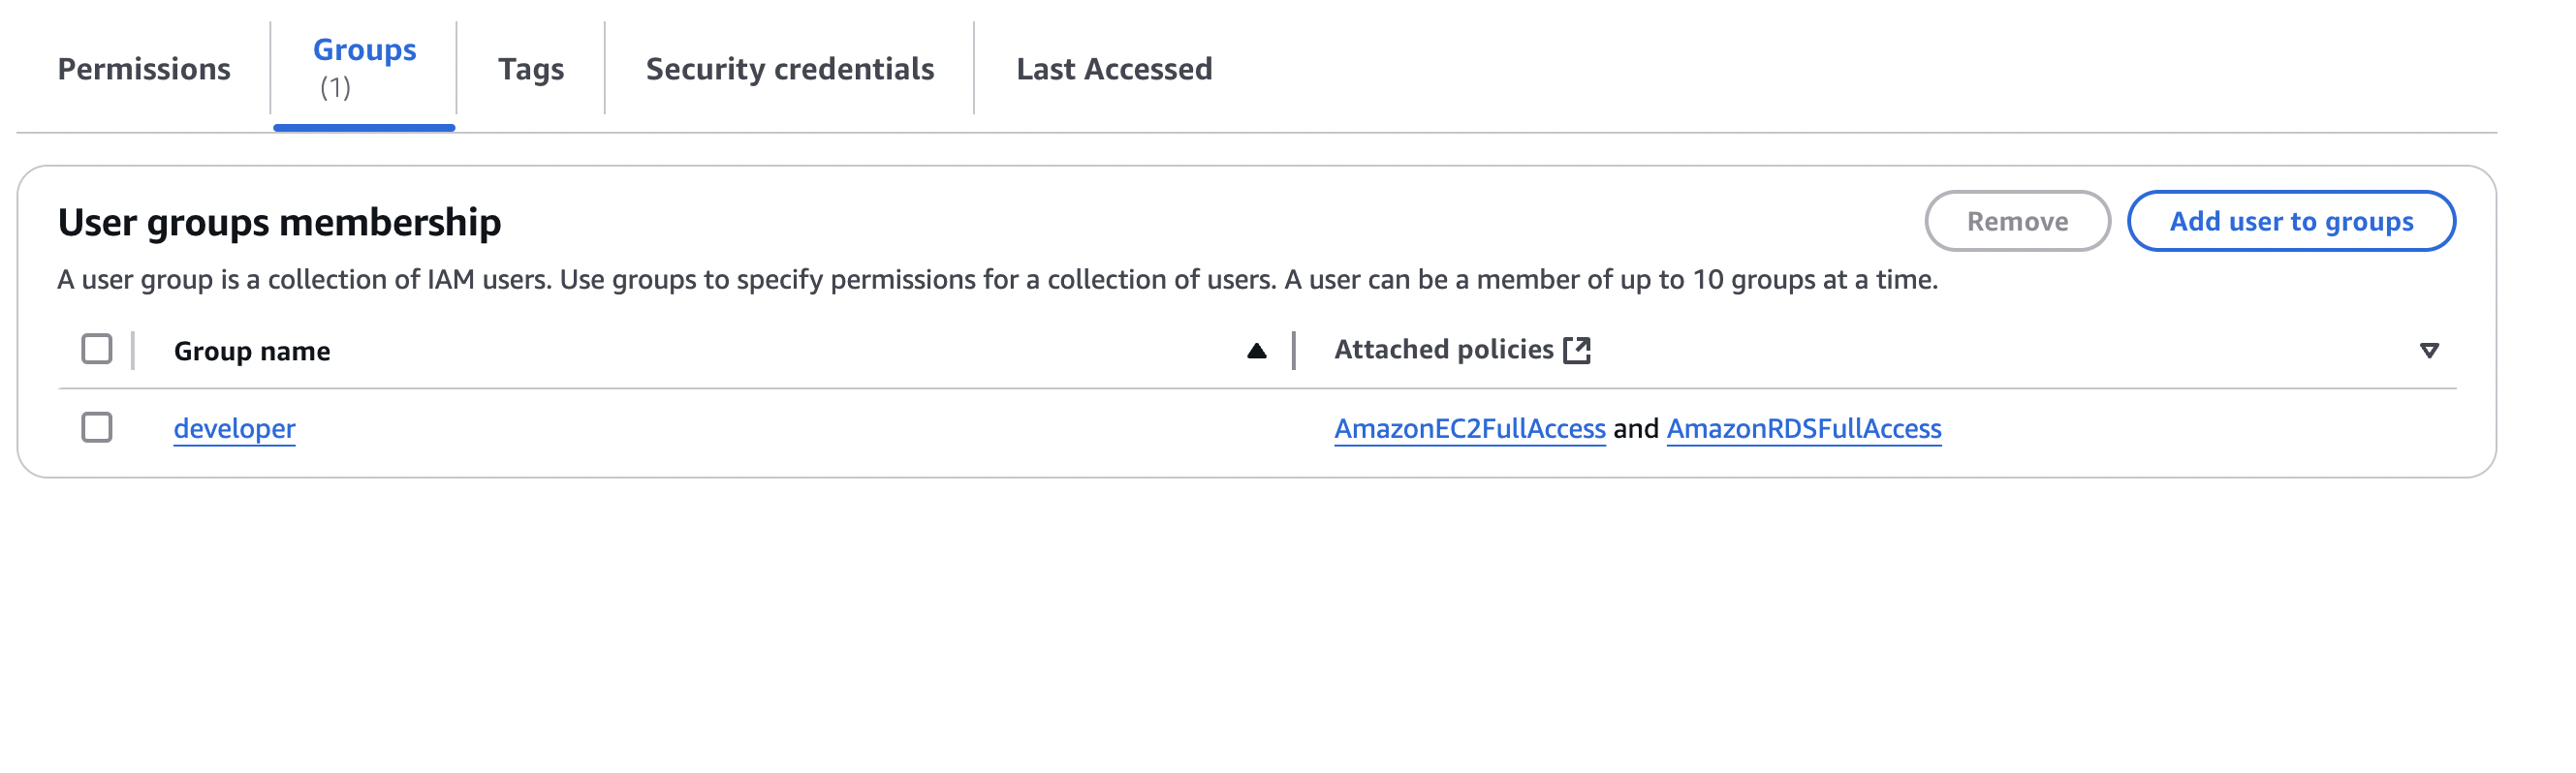 Permissions
Groups
(1)
Tags
Security credentials
Last Accessed
User groups membership
Remove
Add user to groups
A user group is a collection of IAM users. Use groups to specify permissions for a collection of users. A user can be a member of up to 10 groups at a time.
Group name
Attached policies
developer
AmazonEC2FullAccess and AmazonRDSFullAccess